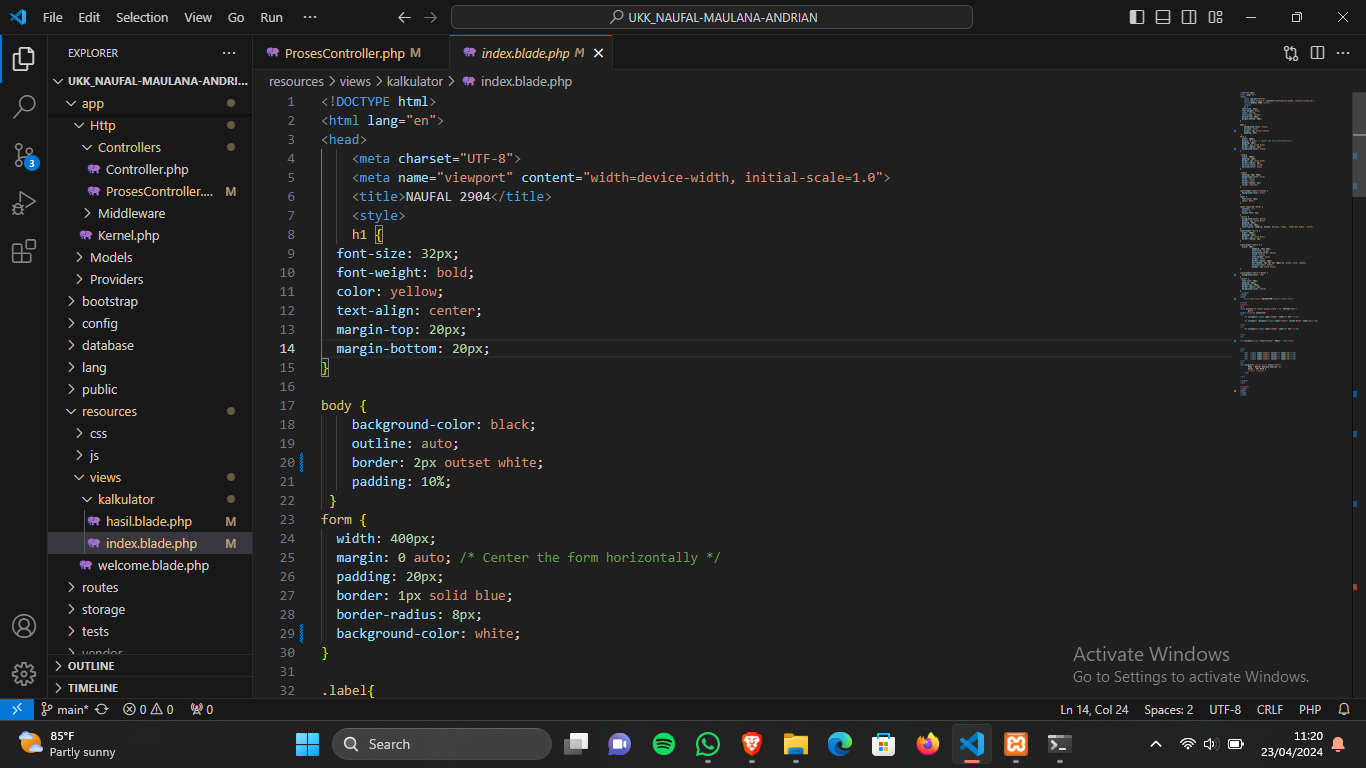 File Edit Selection View Go Run ··· UKK_NAUFAL-MAULANA-ANDRIAN
EXPLORER ···
UKK_NAUFAL-MAULANA-ANDRI...
app
Http
Controllers
Controller.php
ProsesController.... M
Middleware
Kernel.php
Models
Providers
bootstrap
config
database
lang
public
resources
css
js
views
kalkulator
hasil.blade.php M
index.blade.php M
welcome.blade.php
routes
storage
tests
vendor
OUTLINE
TIMELINE
3
ProsesController.php M index.blade.php M
resources > views > kalkulator > index.blade.php
1 <!DOCTYPE html>
2 <html lang="en">
3 <head>
4 <meta charset="UTF-8">
5 <meta name="viewport" content="width=device-width, initial-scale=1.0">
6 <title>NAUFAL 2904</title>
7 <style>
8 h1 {
9 font-size: 32px;
10 font-weight: bold;
11 color: yellow;
12 text-align: center;
13 margin-top: 20px;
14 margin-bottom: 20px;
15 }
16
17 body {
18 background-color: black;
19 outline: auto;
20 border: 2px outset white;
21 padding: 10%;
22 }
23 form {
24 width: 400px;
25 margin: 0 auto; /* Center the form horizontally */
26 padding: 20px;
27 border: 1px solid blue;
28 border-radius: 8px;
29 background-color: white;
30 }
31
32 .label{
Activate Windows
Go to Settings to activate Windows.
main* 0 0 0 Ln 14, Col 24 Spaces: 2 UTF-8 CRLF PHP
85°F
Partly sunny
Search
11:20
23/04/2024